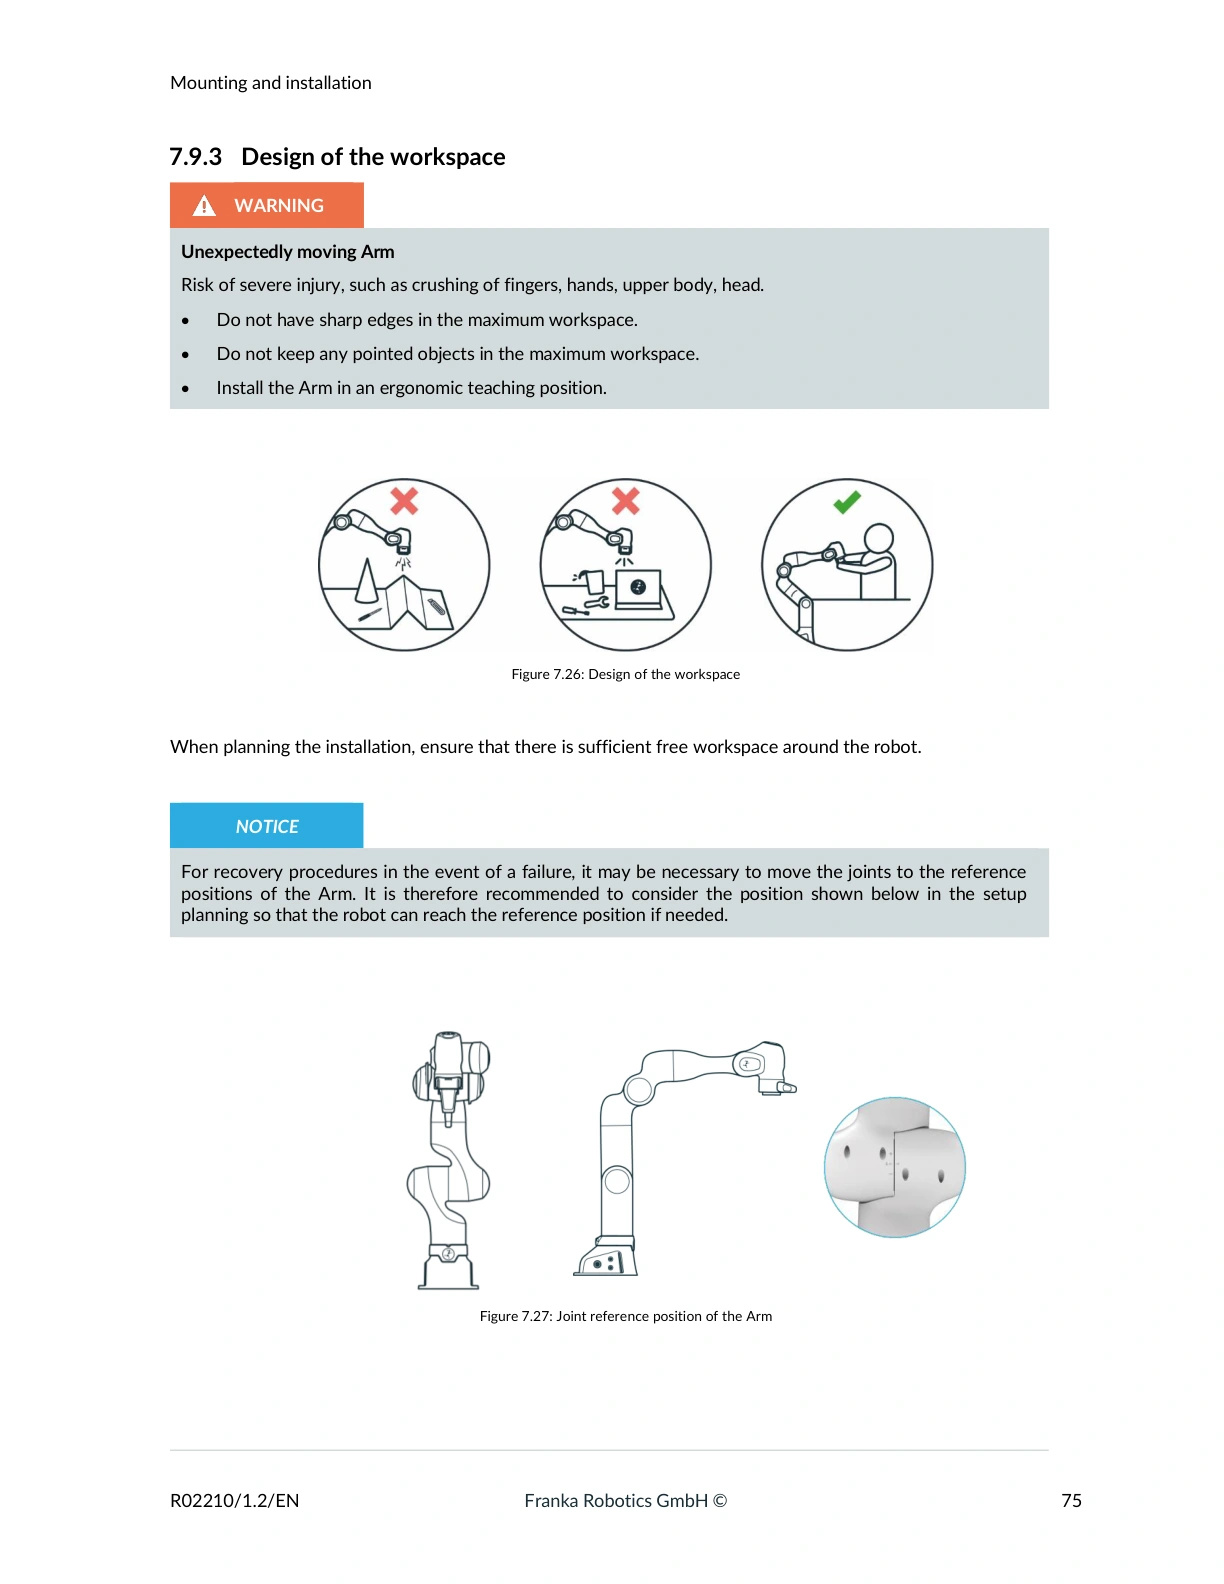 Mounting and installation
7.9.3 Design of the workspace
WARNING
Unexpectedly moving Arm
Risk of severe injury, such as crushing of fingers, hands, upper body, head.
• Do not have sharp edges in the maximum workspace.
• Do not keep any pointed objects in the maximum workspace.
• Install the Arm in an ergonomic teaching position.
Figure 7.26: Design of the workspace
When planning the installation, ensure that there is sufficient free workspace around the robot.
NOTICE
For recovery procedures in the event of a failure, it may be necessary to move the joints to the reference
positions of the Arm. It is therefore recommended to consider the position shown below in the setup
planning so that the robot can reach the reference position if needed.
Figure 7.27: Joint reference position of the Arm
R02210/1.2/EN
Franka Robotics GmbH ©
75